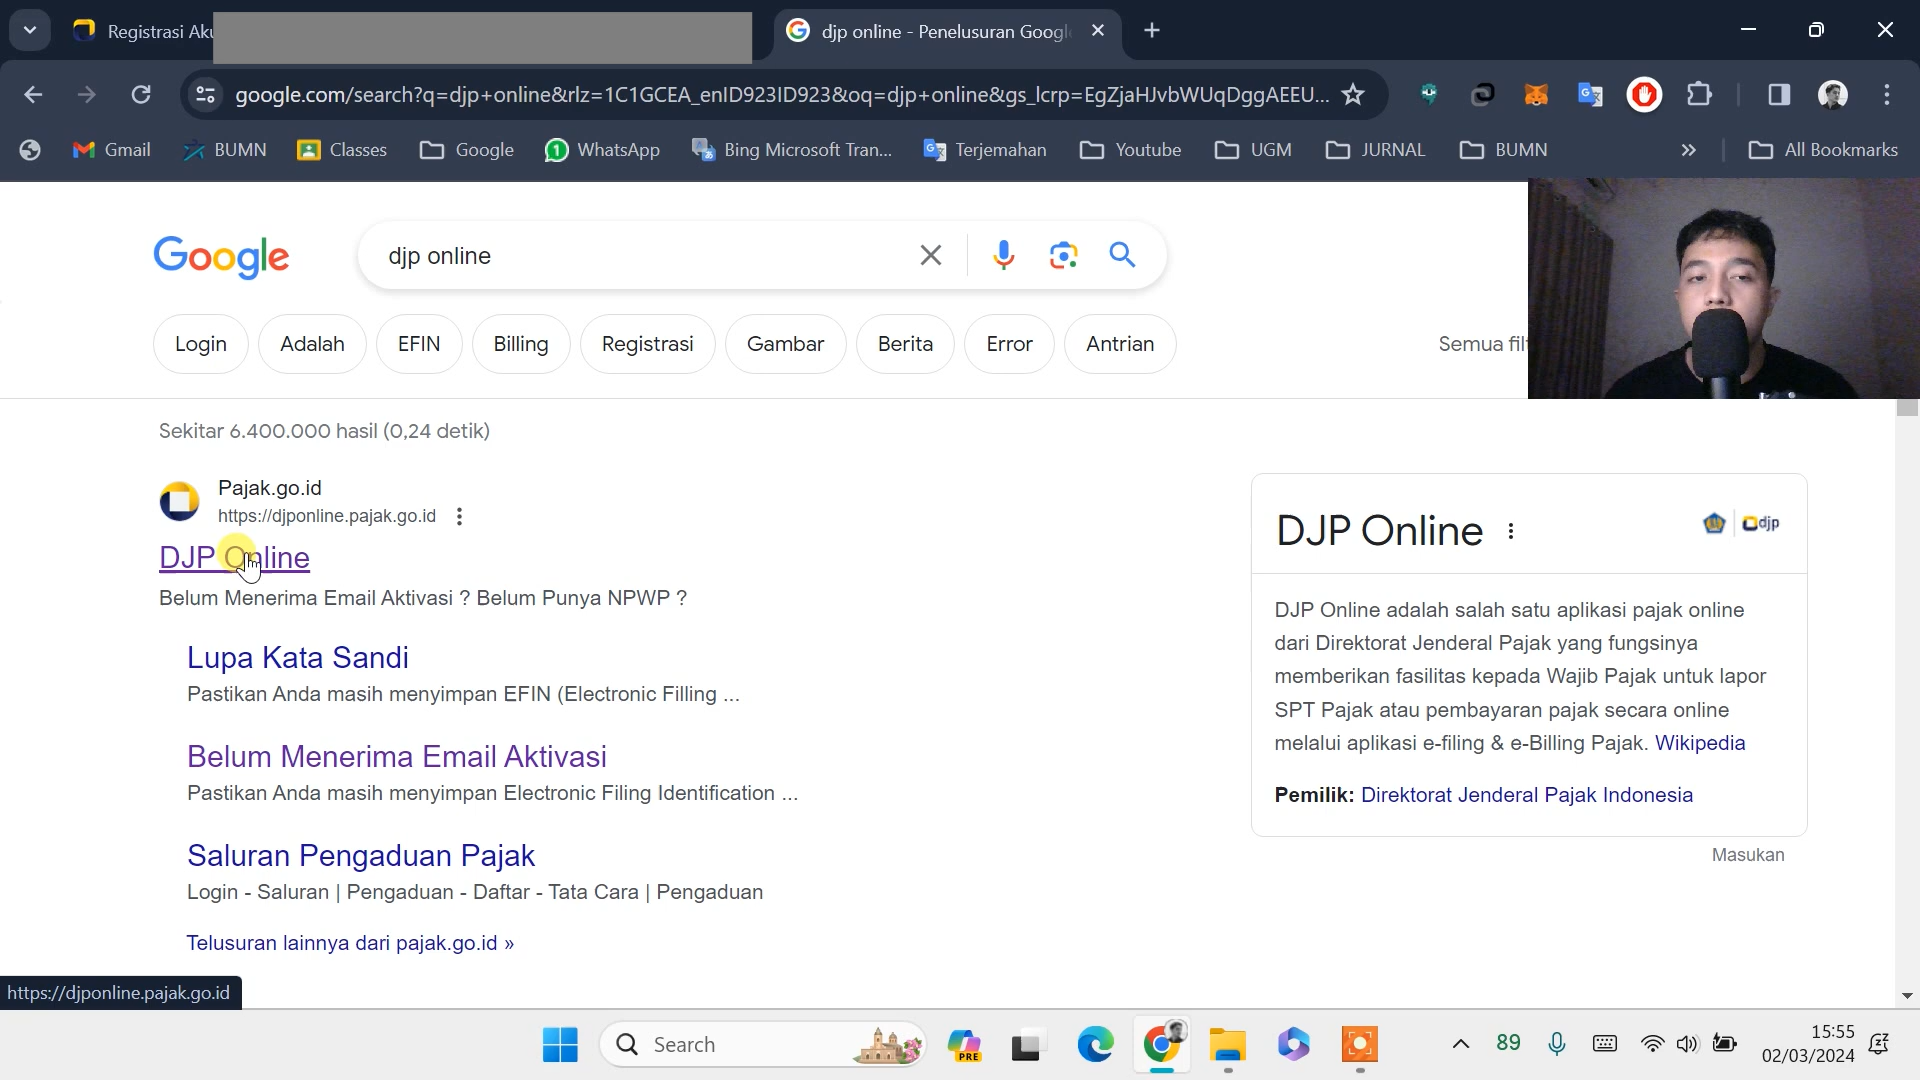 Registrasi Aku
djp online - Penelusuran Googl
google.com/search?q=djp+online&rlz=1C1GCEA_enID923ID923&oq=djp+online&gs_lcrp=EgZjaHJvbWUqDggAEEU...
Gmail
BUMN
Classes
Google
1
WhatsApp
Bing Microsoft Tran...
Terjemahan
Youtube
UGM
JURNAL
BUMN
»
All Bookmarks
Google
djp online
Login
Adalah
EFIN
Billing
Registrasi
Gambar
Berita
Error
Antrian
Semua filt
Sekitar 6.400.000 hasil (0,24 detik)
Pajak.go.id
https://djponline.pajak.go.id
DJP Online
Belum Menerima Email Aktivasi ? Belum Punya NPWP ?
Lupa Kata Sandi
Pastikan Anda masih menyimpan EFIN (Electronic Filling ...
Belum Menerima Email Aktivasi
Pastikan Anda masih menyimpan Electronic Filing Identification ...
Saluran Pengaduan Pajak
Login - Saluran | Pengaduan - Daftar - Tata Cara | Pengaduan
Telusuran lainnya dari pajak.go.id »
DJP Online
djp
DJP Online adalah salah satu aplikasi pajak online
dari Direktorat Jenderal Pajak yang fungsinya
memberikan fasilitas kepada Wajib Pajak untuk lapor
SPT Pajak atau pembayaran pajak secara online
melalui aplikasi e-filing & e-Billing Pajak. Wikipedia
Pemilik: Direktorat Jenderal Pajak Indonesia
Masukan
https://djponline.pajak.go.id
Search
PRE
89
15:55
02/03/2024